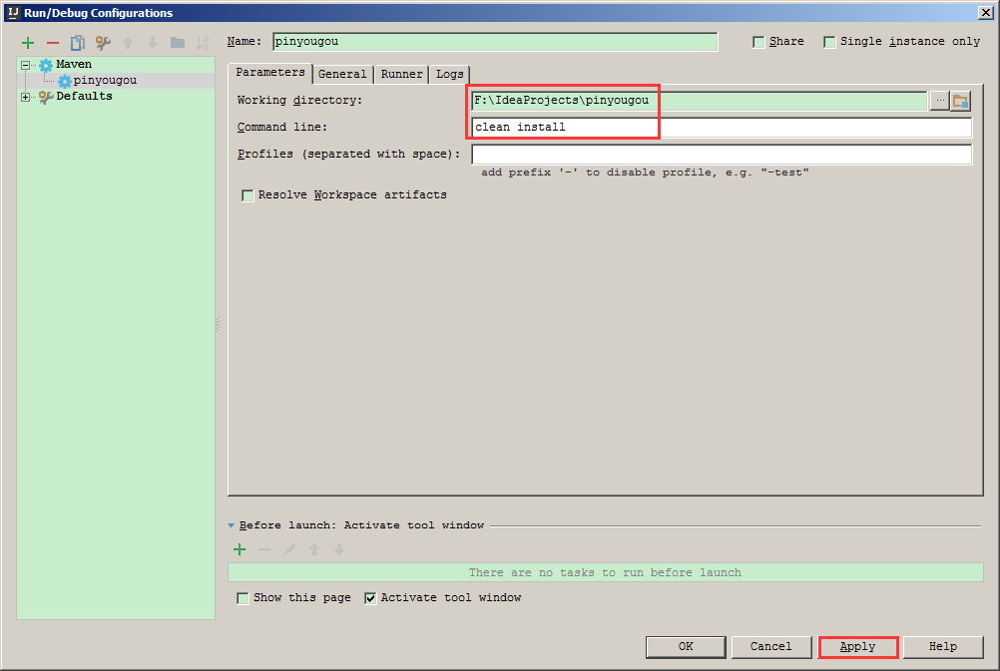 Run/Debug Configurations
Name: pinyougou
Share
Single instance only
Maven
pinyougou
Defaults
Parameters General Runner Logs
Working directory: F:\IdeaProjects\pinyougou
Command line: clean install
Profiles (separated with space):
add prefix '-' to disable profile, e.g. "-test"
Resolve Workspace artifacts
Before launch: Activate tool window
There are no tasks to run before launch
Show this page Activate tool window
OK Cancel Apply Help